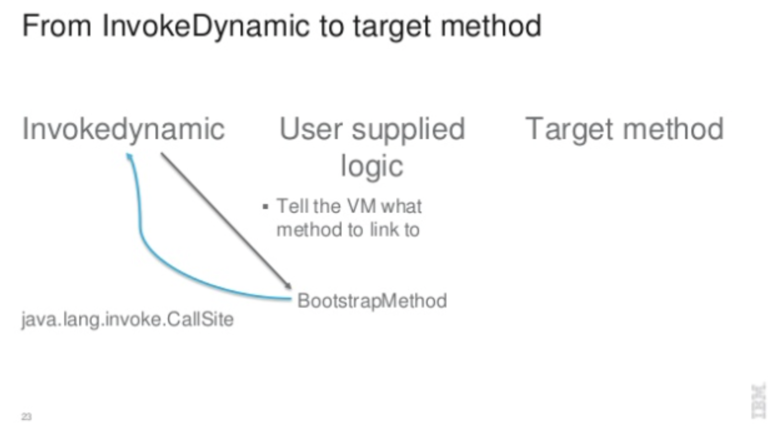 From InvokeDynamic to target method
Invokedynamic
User supplied
logic
Target method
▪ Tell the VM what
method to link to
BootstrapMethod
java.lang.invoke.CallSite
23
IBM